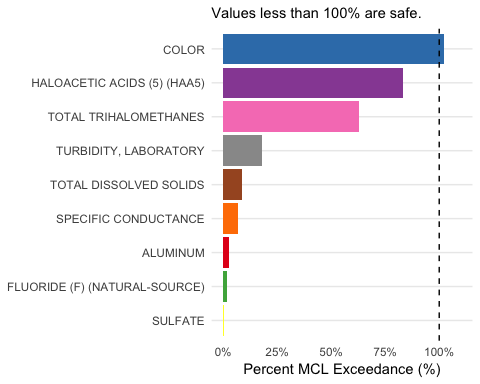 Values less than 100% are safe.
COLOR
HALOACETIC ACIDS (5) (HAA5)
TOTAL TRIHALOMETHANES
TURBIDITY, LABORATORY
TOTAL DISSOLVED SOLIDS
SPECIFIC CONDUCTANCE
ALUMINUM
FLUORIDE (F) (NATURAL-SOURCE)
SULFATE
0% 25% 50% 75% 100%
Percent MCL Exceedance (%)